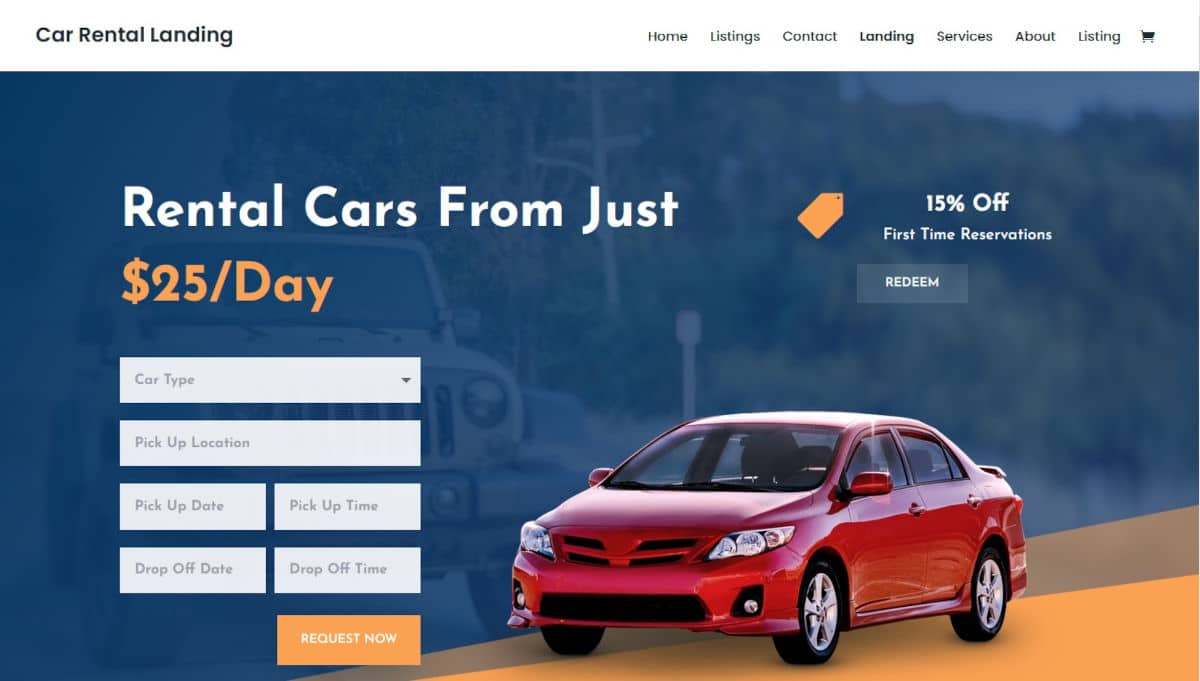 Car Rental Landing
Home Listings Contact Landing Services About Listing
Rental Cars From Just
$25/Day
15% Off
First Time Reservations
REDEEM
Car Type
Pick Up Location
Pick Up Date
Pick Up Time
Drop Off Date
Drop Off Time
REQUEST NOW